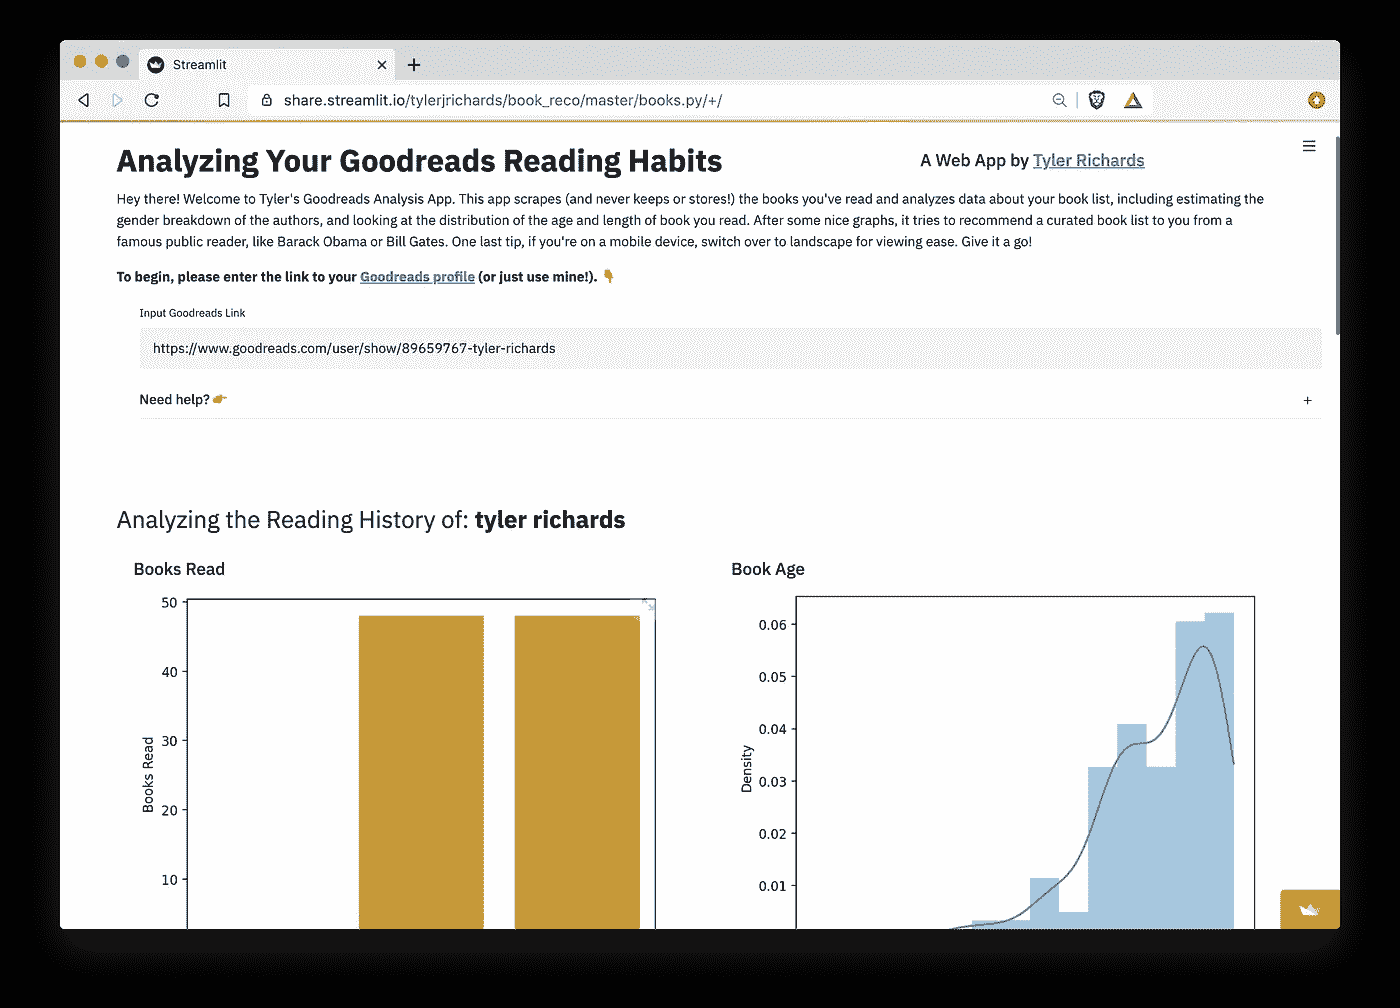 Streamlit
share.streamlit.io/tylerjrichards/book_reco/master/books.py/+/
Analyzing Your Goodreads Reading Habits
A Web App by Tyler Richards
Hey there! Welcome to Tyler's Goodreads Analysis App. This app scrapes (and never keeps or stores!) the books you've read and analyzes data about your book list, including estimating the
gender breakdown of the authors, and looking at the distribution of the age and length of book you read. After some nice graphs, it tries to recommend a curated book list to you from a
famous public reader, like Barack Obama or Bill Gates. One last tip, if you're on a mobile device, switch over to landscape for viewing ease. Give it a go!
To begin, please enter the link to your Goodreads profile (or just use mine!). 👇
Input Goodreads Link
https://www.goodreads.com/user/show/89659767-tyler-richards
Need help? 👉
Analyzing the Reading History of: tyler richards
Books Read
50
40
30
20
10
Books Read
Book Age
0.06
0.05
0.04
0.03
0.02
0.01
Density